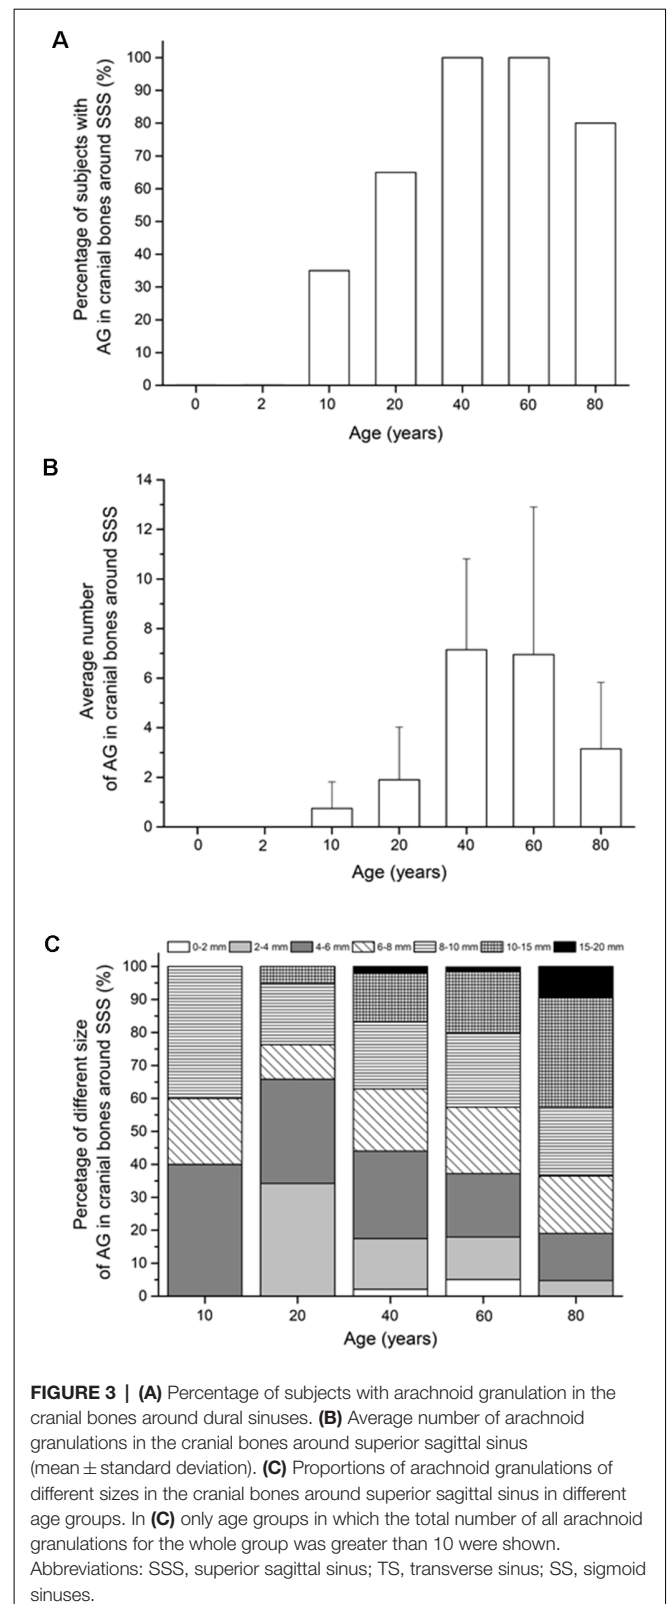 A
Percentage of subjects with
AG in cranial bones around SSS (%)
100
90
80
70
60
50
40
30
20
10
0
0 2 10 20 40 60 80
Age (years)
B
Average number
of AG in cranial bones around SSS
14
12
10
8
6
4
2
0
0 2 10 20 40 60 80
Age (years)
C
0-2 mm 2-4 mm 4-6 mm 6-8 mm 8-10 mm 10-15 mm 15-20 mm
Percetage of different size
of AG in cranial bones around SSS (%)
100
90
80
70
60
50
40
30
20
10
0
10 20 40 60 80
Age (years)
FIGURE 3 | (A) Percentage of subjects with arachnoid granulation in the
cranial bones around dural sinuses. (B) Average number of arachnoid
granulations in the cranial bones around superior sagittal sinus
(mean ± standard deviation). (C) Proportions of arachnoid granulations of
different sizes in the cranial bones around superior sagittal sinus in different
age groups. In (C) only age groups in which the total number of all arachnoid
granulations for the whole group was greater than 10 were shown.
Abbreviations: SSS, superior sagittal sinus; TS, transverse sinus; SS, sigmoid
sinuses.